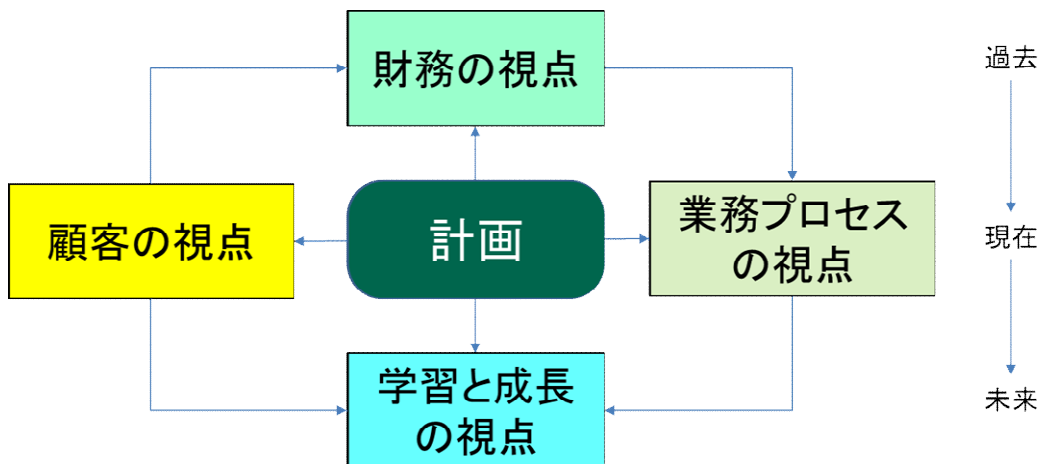 財務の視点
過去
顧客の視点
計画
業務プロセス
の視点
現在
学習と成長
の視点
未来